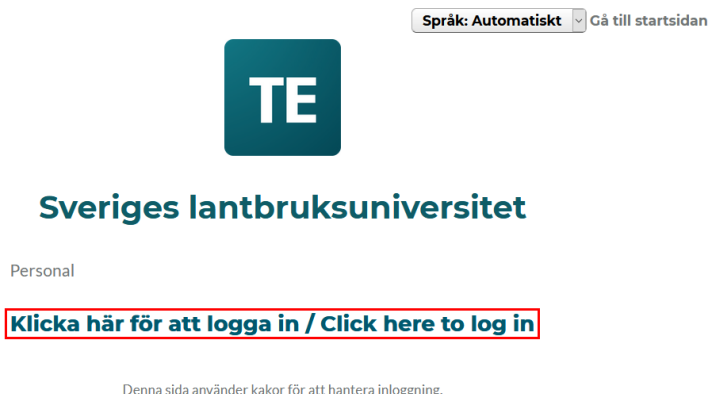 Språk: Automatiskt Gå till startsidan
TE
Sveriges lantbruksuniversitet
Personal
Klicka här för att logga in / Click here to log in
Denna sida använder kakor för att hantera inloggning.